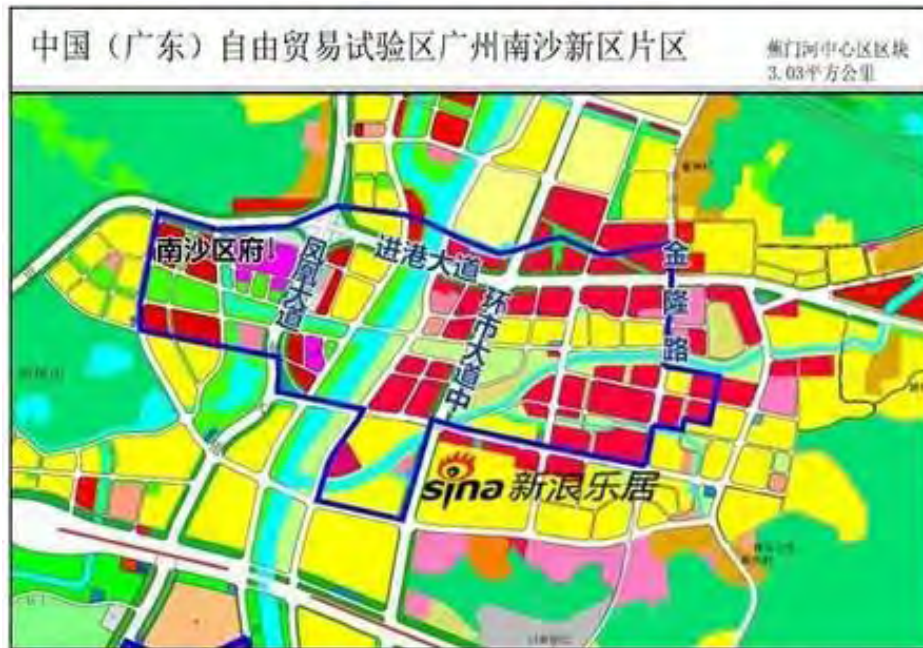 中国（广东）自由贸易试验区广州南沙新区片区
蕉门河中心区区块
3.03平方公里
南沙区府
凤凰大道
进港大道
环市大道中
金隆路
sina新浪乐居